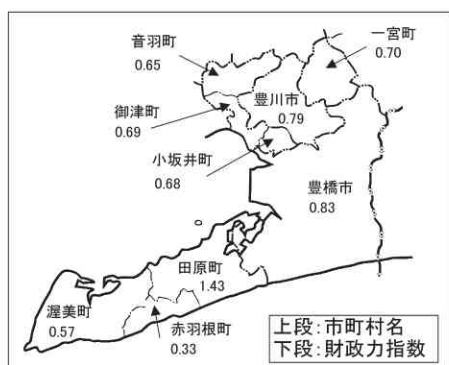 音羽町
0.65
一宮町
0.70
御津町
0.69
豊川市
0.79
小坂井町
0.68
豊橋市
0.83
田原町
1.43
渥美町
0.57
赤羽根町
0.33
上段:市町村名
下段:財政力指数